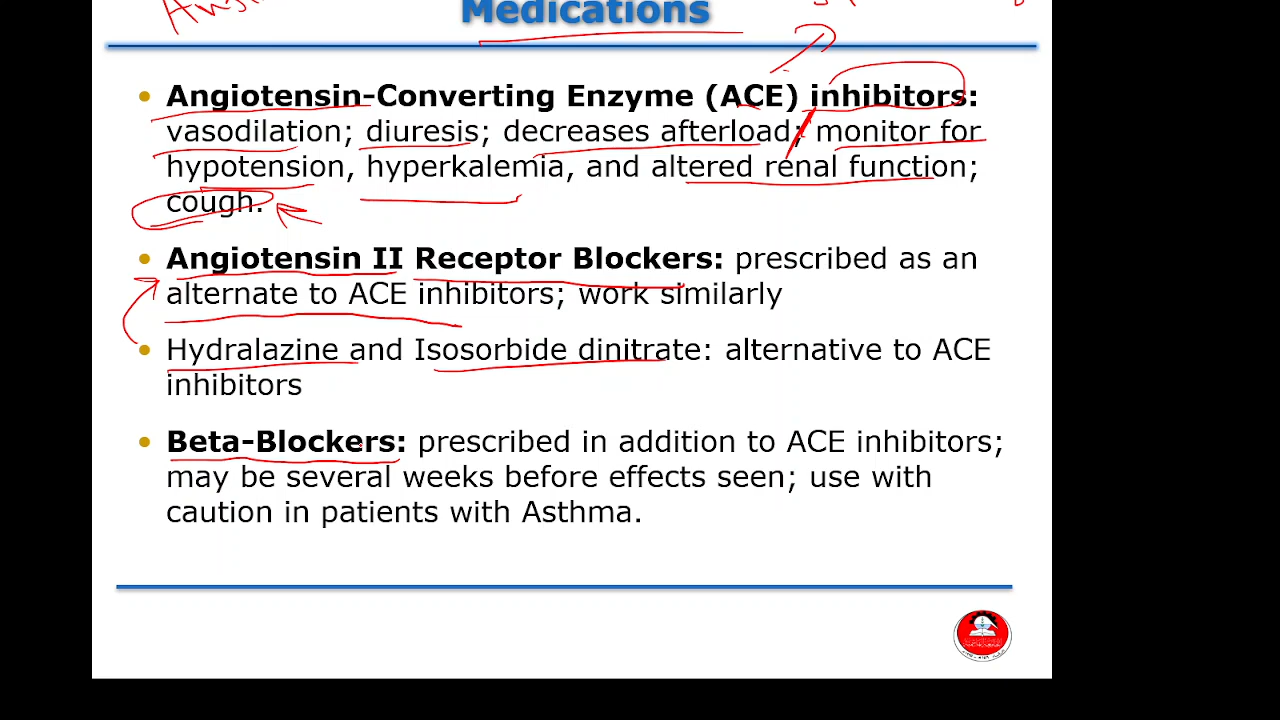 Medications
• Angiotensin-Converting Enzyme (ACE) inhibitors:
vasodilation; diuresis; decreases afterload; monitor for
hypotension, hyperkalemia, and altered renal function;
cough.
• Angiotensin II Receptor Blockers: prescribed as an
alternate to ACE inhibitors; work similarly
• Hydralazine and Isosorbide dinitrate: alternative to ACE
inhibitors
• Beta-Blockers: prescribed in addition to ACE inhibitors;
may be several weeks before effects seen; use with
caution in patients with Asthma.